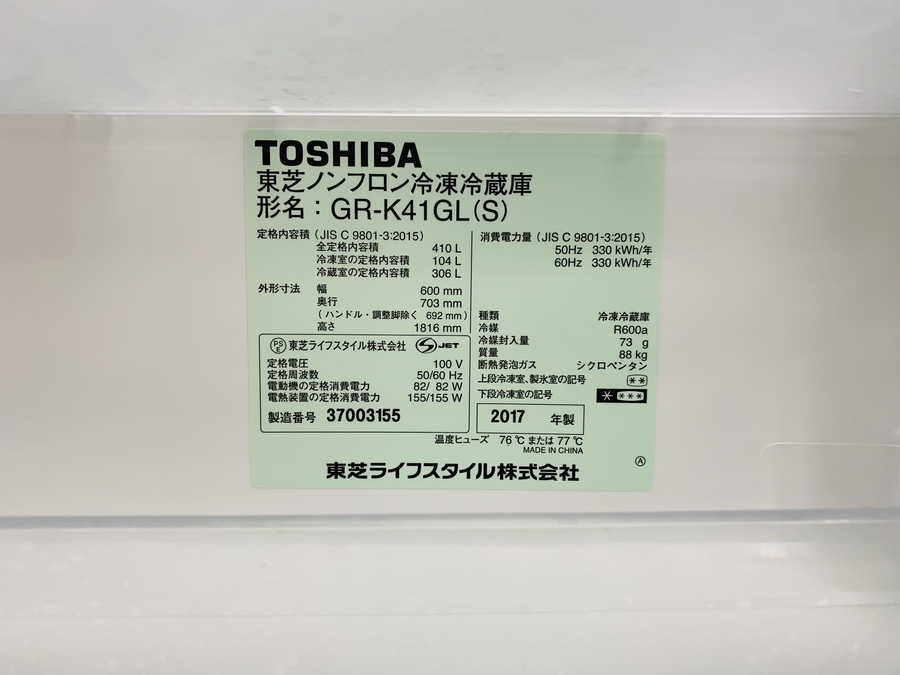 TOSHIBA
東芝ノンフロン冷凍冷蔵庫
形名：GR-K41GL(S)
定格内容積 (JIS C 9801-3:2015)
全定格内容積 410 L
冷凍室の定格内容積 104 L
冷蔵室の定格内容積 306 L
外形寸法 幅 600 mm
奥行 703 mm
(ハンドル・調整脚除く 692 mm)
高さ 1816 mm
PSE 東芝ライフスタイル株式会社 S JET
定格電圧 100 V
定格周波数 50/60 Hz
電動機の定格消費電力 82/ 82 W
電熱装置の定格消費電力 155/155 W
製造番号 37003155
消費電力量 (JIS C 9801-3:2015)
50Hz 330 kWh/年
60Hz 330 kWh/年
種類 冷凍冷蔵庫
冷媒 R600a
冷媒封入量 73 g
質量 88 kg
断熱発泡ガス シクロペンタン
上段冷凍室、製氷室の記号 **
下段冷凍室の記号 * ***
2017 年製
温度ヒューズ 76 ℃ または 77 ℃
MADE IN CHINA
東芝ライフスタイル株式会社
Ⓐ